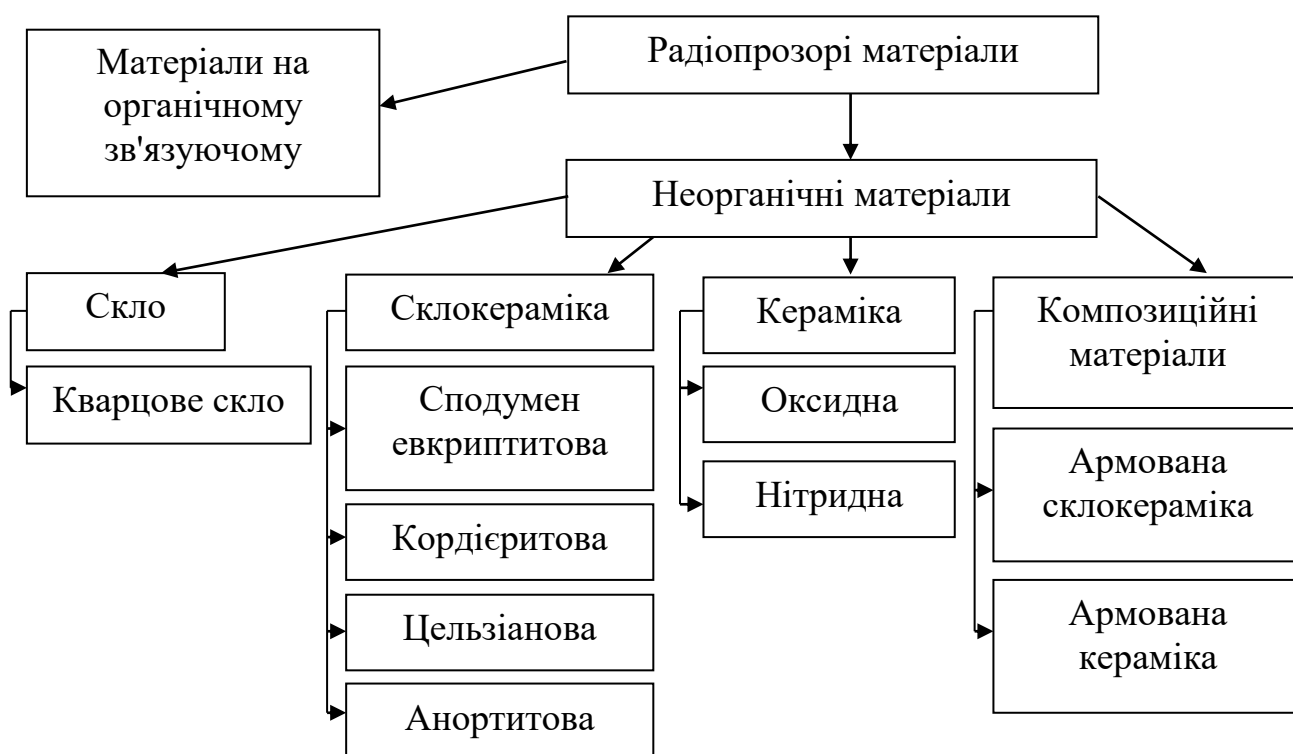 Радіопрозорі матеріали
Матеріали на
органічному
зв'язуючому
Неорганічні матеріали
Скло
Кварцове скло
Склокераміка
Сподумен
евкриптитова
Кордієритова
Цельзіанова
Анортитова
Кераміка
Оксидна
Нітридна
Композиційні
матеріали
Армована
склокераміка
Армована
кераміка